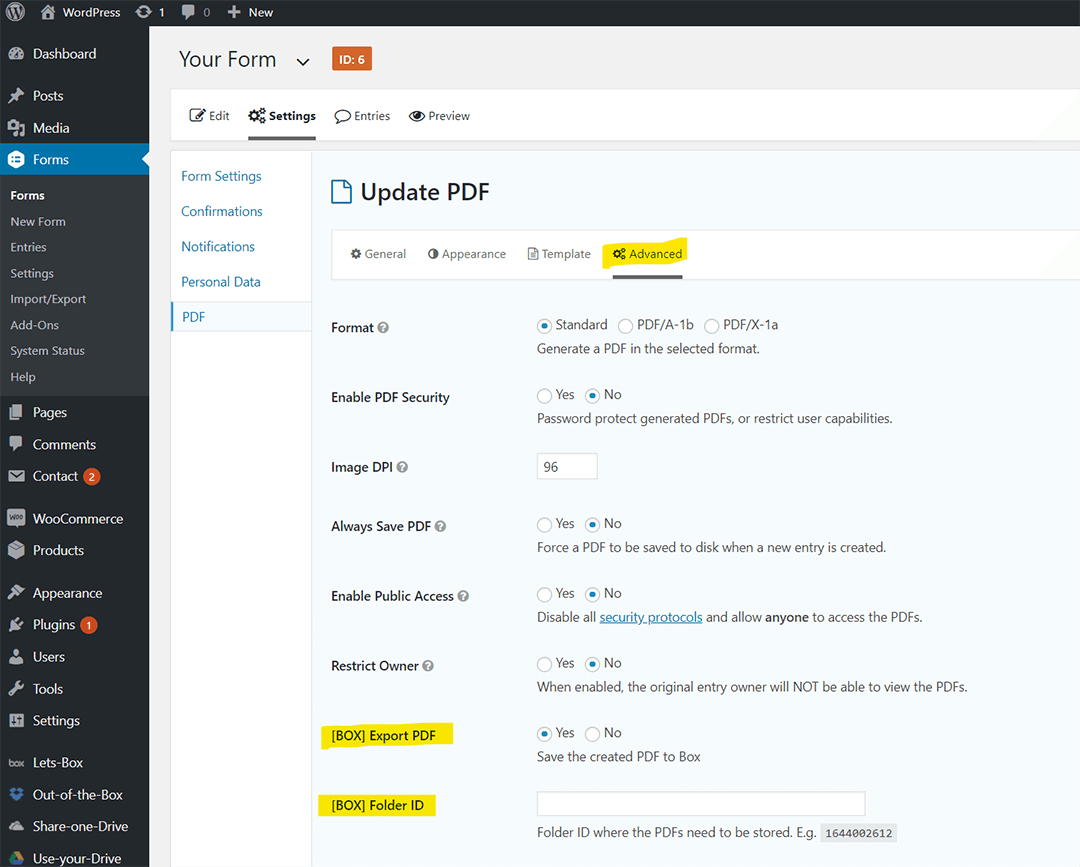 WordPress 1 0 New
Dashboard
Posts
Media
Forms
Forms
New Form
Entries
Settings
Import/Export
Add-Ons
System Status
Help
Pages
Comments
Contact 2
WOO WooCommerce
Products
Appearance
Plugins 1
Users
Tools
Settings
box Lets-Box
Out-of-the-Box
Share-one-Drive
Use-your-Drive
Your Form ID: 6
Edit Settings Entries Preview
Form Settings
Confirmations
Notifications
Personal Data
PDF
Update PDF
General Appearance Template Advanced
Format Standard PDF/A-1b PDF/X-1a
Generate a PDF in the selected format.
Enable PDF Security Yes No
Password protect generated PDFs, or restrict user capabilities.
Image DPI 96
Always Save PDF Yes No
Force a PDF to be saved to disk when a new entry is created.
Enable Public Access Yes No
Disable all security protocols and allow anyone to access the PDFs.
Restrict Owner Yes No
When enabled, the original entry owner will NOT be able to view the PDFs.
[BOX] Export PDF Yes No
Save the created PDF to Box
[BOX] Folder ID
Folder ID where the PDFs need to be stored. E.g. 1644002612